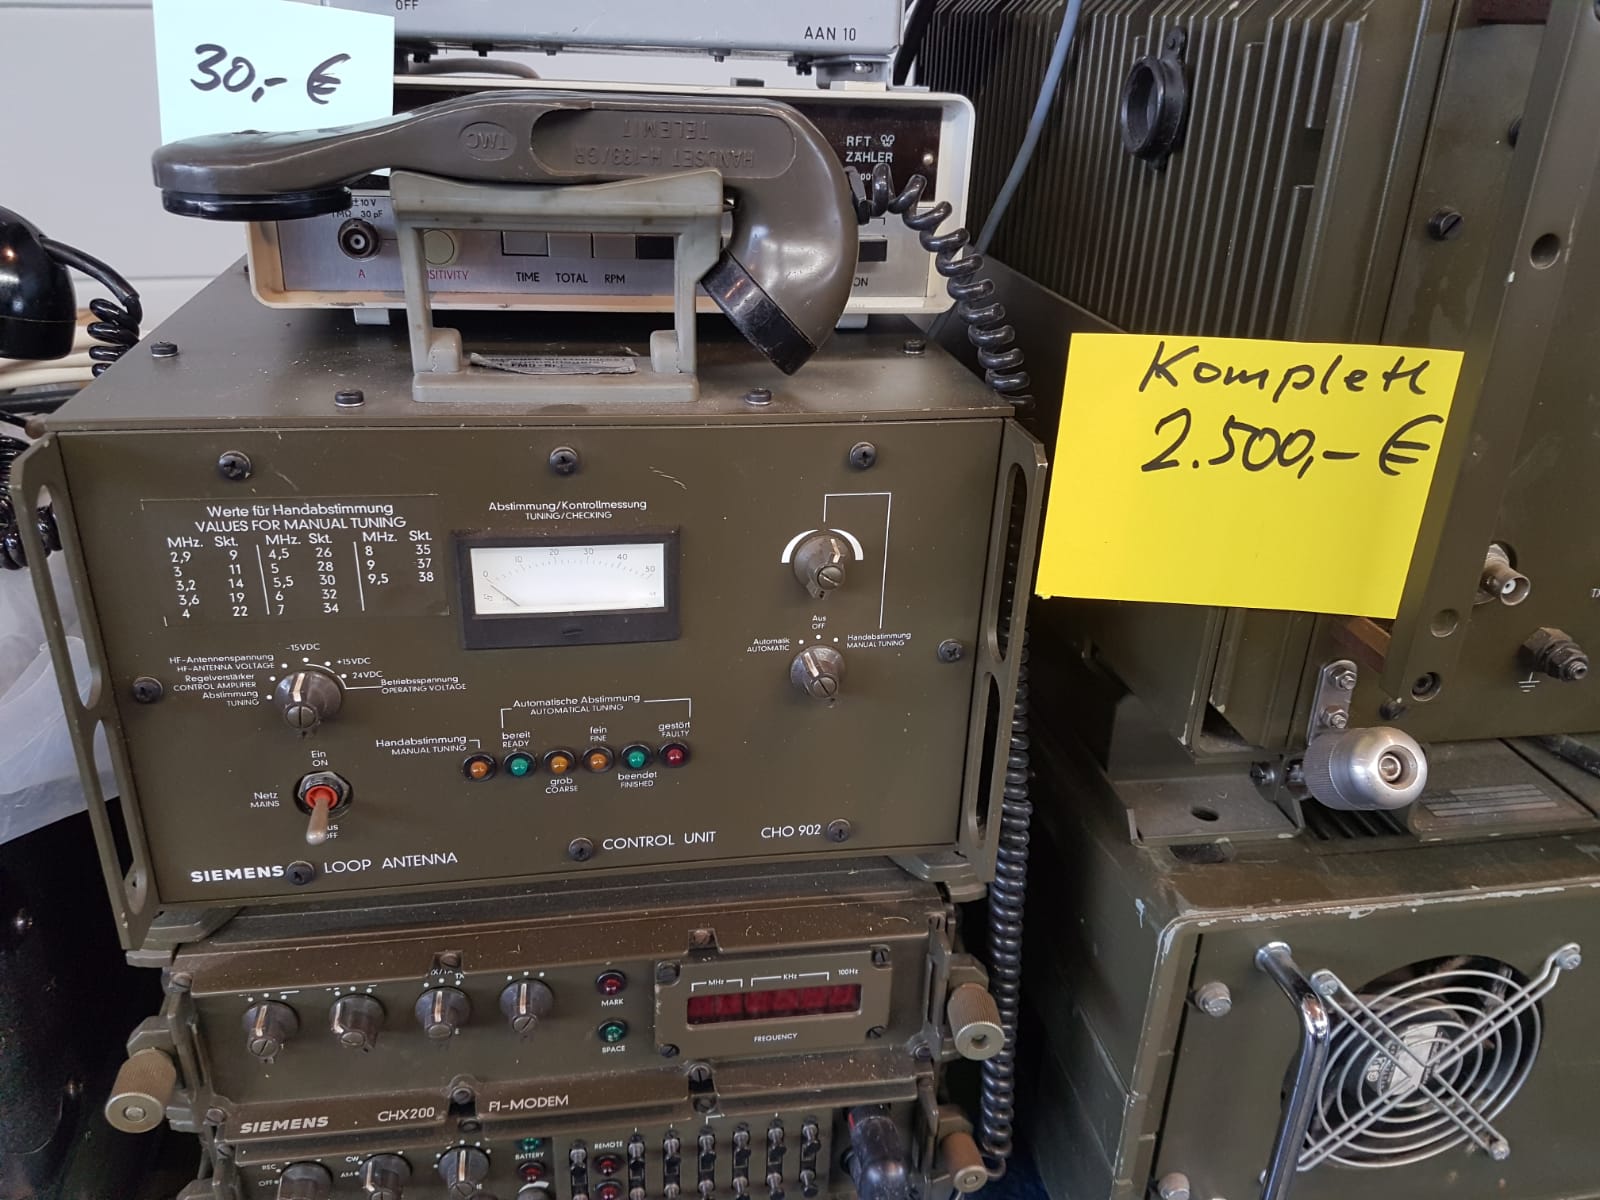 OFF
AAN 10
30,- €
TMC
HANDSET H-133/GR
TELEMIT
RFT
ZÄHLER
±10 V
30 pF
A
TIME TOTAL RPM
Komplett
2.500,- €
Werte für Handabstimmung
VALUES FOR MANUAL TUNING
MHz. Skt. MHz. Skt. MHz. Skt.
2,9 9 4,5 26 8 35
3 11 5 28 9 37
3,2 14 5,5 30 9,5 38
3,6 19 6 32
4 22 7 34
Abstimmung/Kontrollmessung
TUNING/CHECKING
0 10 20 30 40 50
Aus
OFF
Automatik
AUTOMATIC
Handabstimmung
MANUAL TUNING
-15VDC
+15VDC
24VDC
HF-Antennenspannung
HF-ANTENNA VOLTAGE
Regelverstärker
CONTROL AMPLIFIER
Abstimmung
TUNING
Betriebsspannung
OPERATING VOLTAGE
Automatische Abstimmung
AUTOMATICAL TUNING
Handabstimmung
MANUAL TUNING
bereit
READY
grob
COARSE
fein
FINE
beendet
FINISHED
gestört
FAULTY
Ein
ON
Netz
MAINS
SIEMENS LOOP ANTENNA CONTROL UNIT CHO 902
MARK
SPACE
MHz KHz 100Hz
FREQUENCY
SIEMENS CHX200 F1-MODEM
REC
OFF
CW
AM
BATTERY
REMOTE